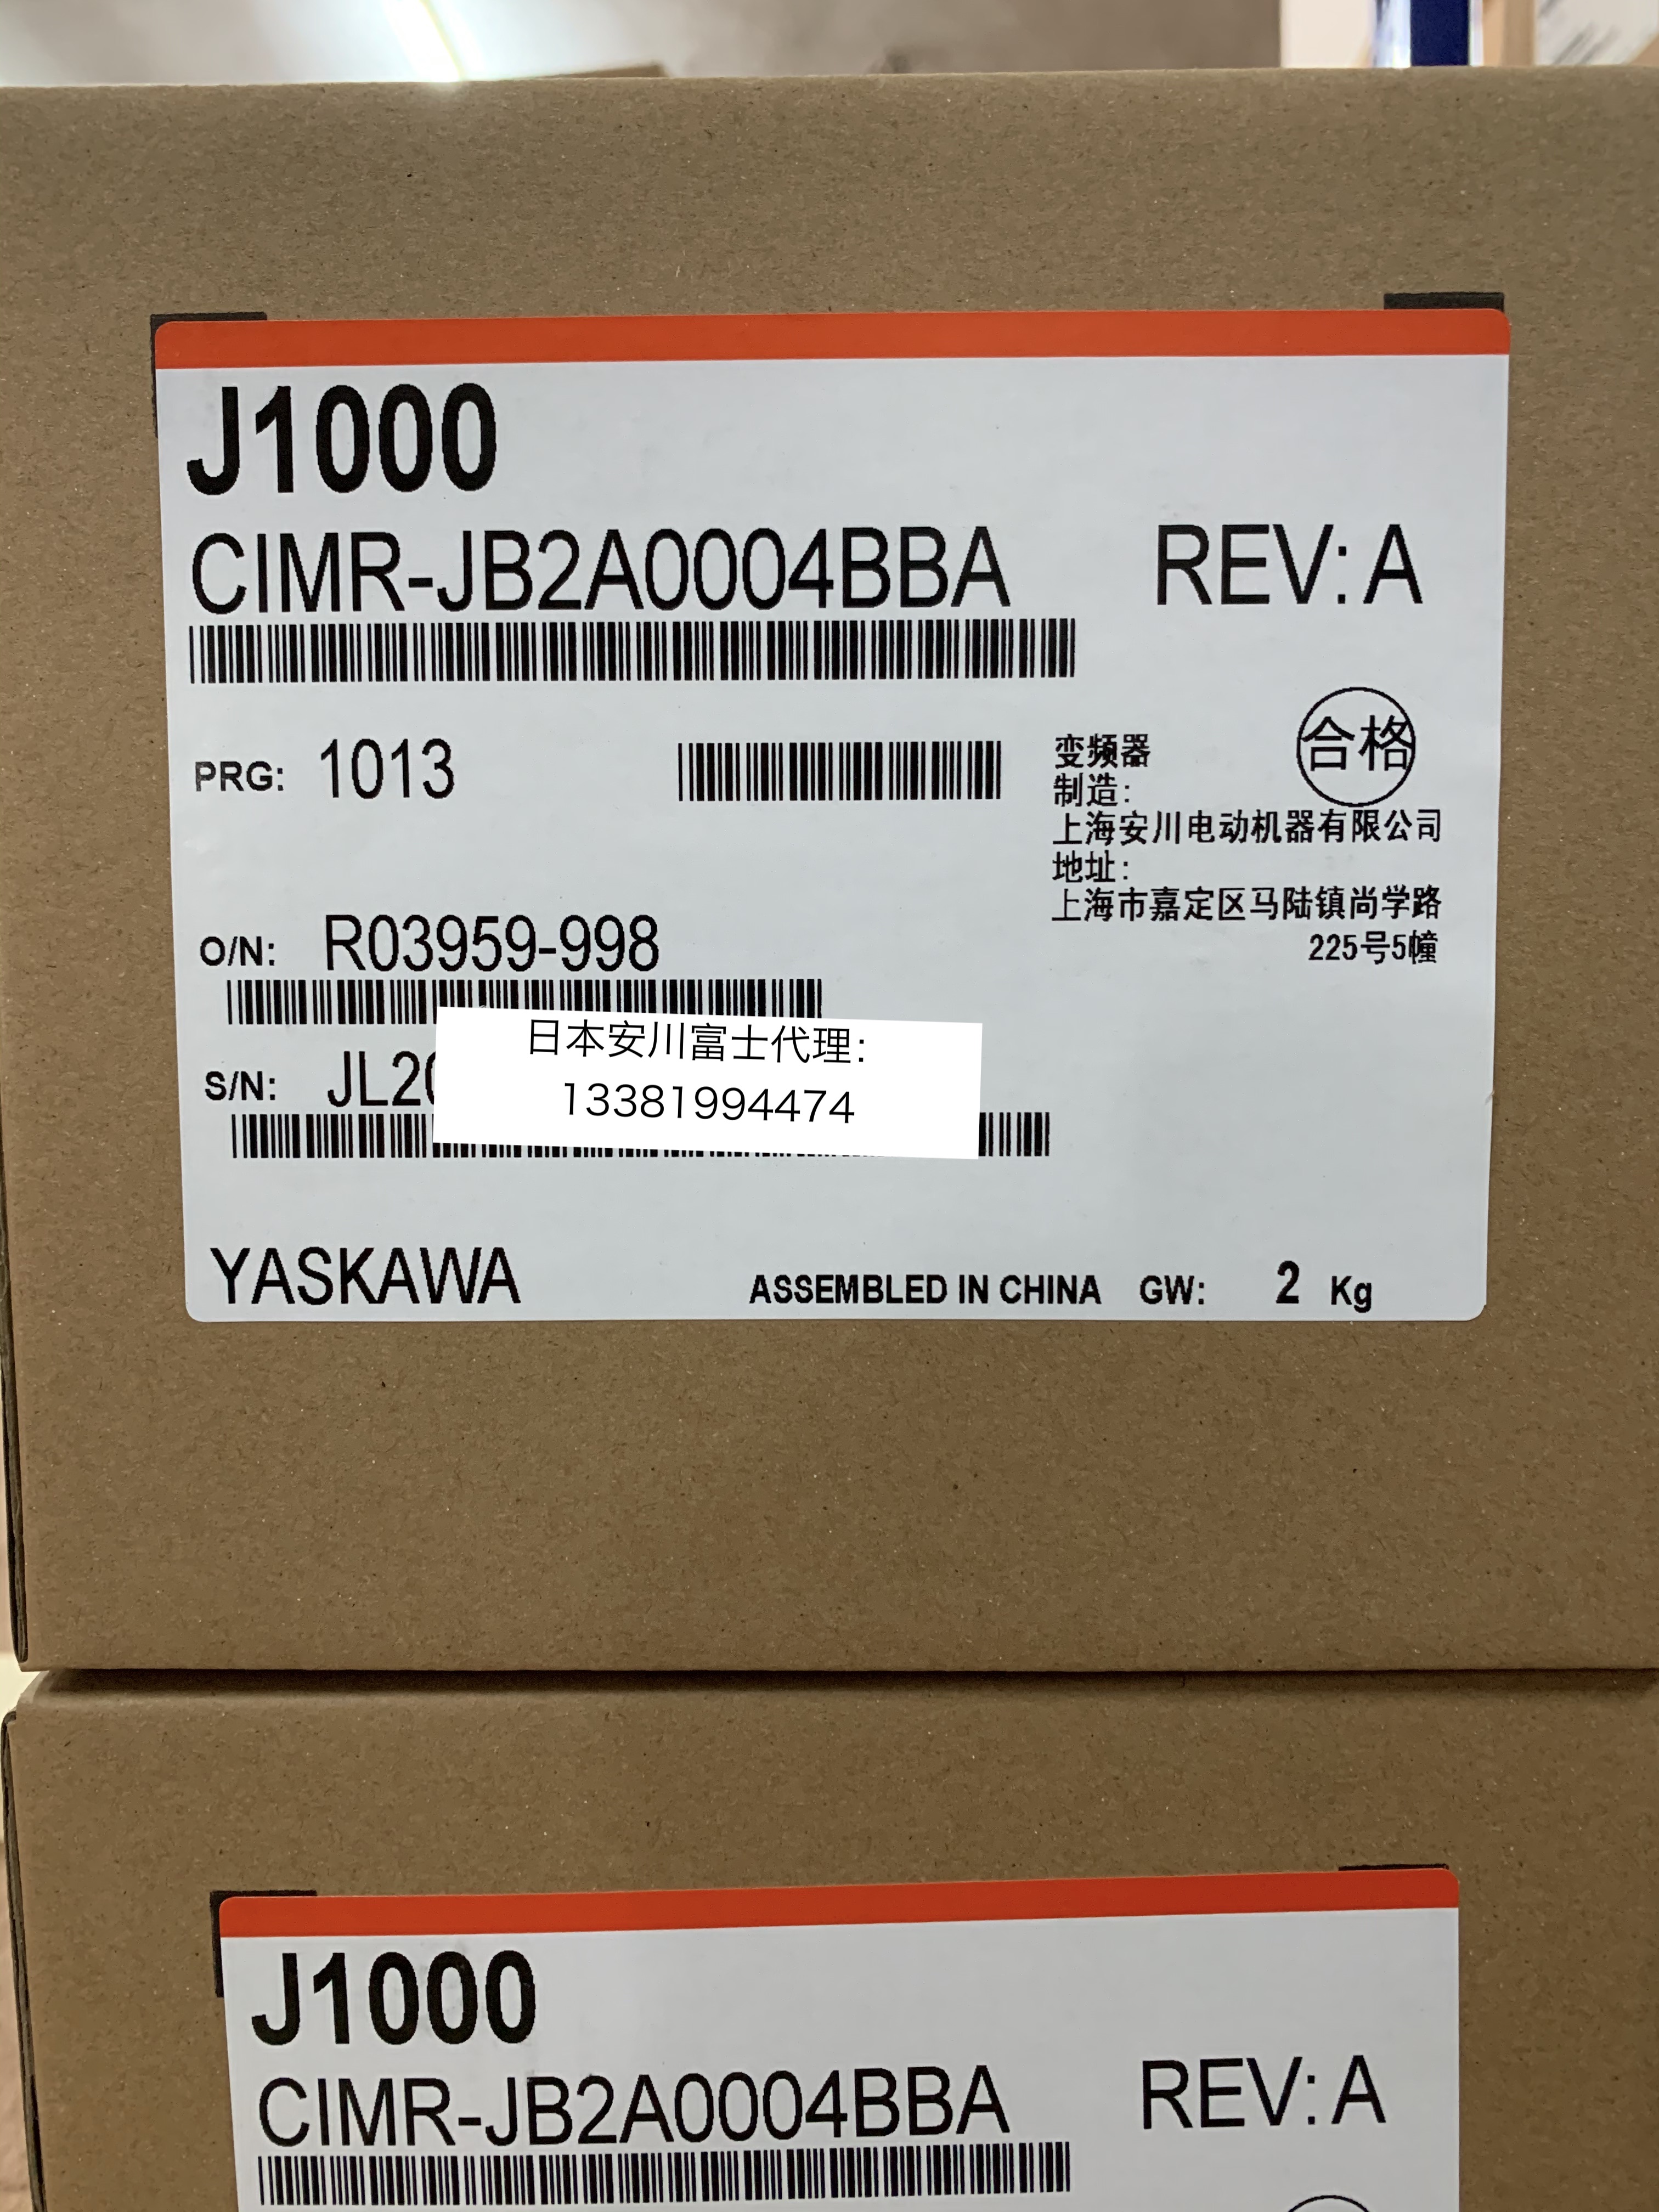 J1000
CIMR-JB2A0004BBA REV: A
PRG: 1013
合格
变频器
制造:
上海安川电动机器有限公司
地址:
上海市嘉定区马陆镇尚学路
225号5幢
O/N: R03959-998
日本安川富士代理:
13381994474
S/N: JL20
YASKAWA ASSEMBLED IN CHINA GW: 2 Kg
J1000
CIMR-JB2A0004BBA REV: A